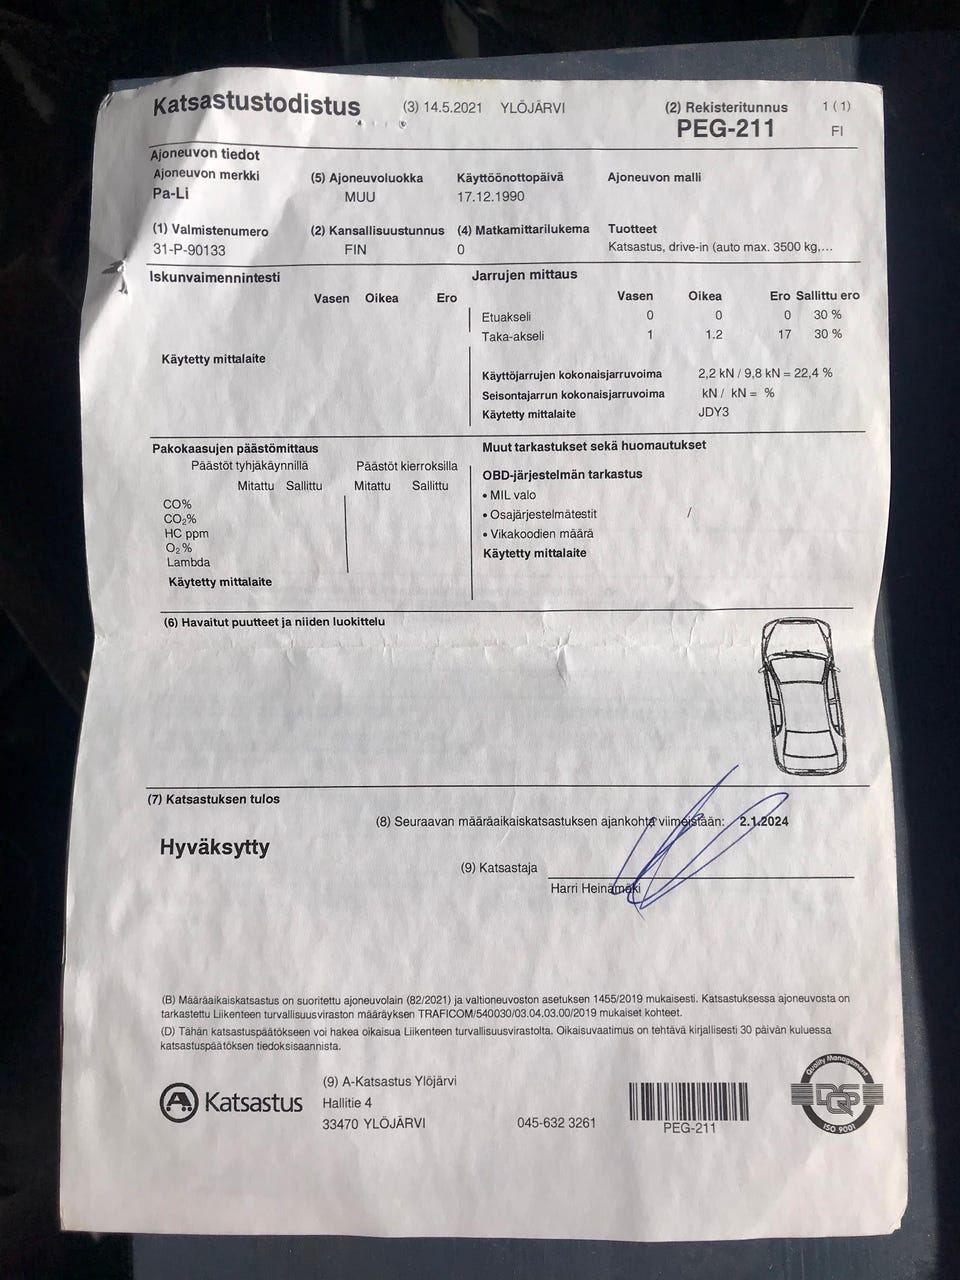 Katsastustodistus (3) 14.5.2021 YLÖJÄRVI (2) Rekisteritunnus 1 ( 1)
PEG-211 FI
Ajoneuvon tiedot
Ajoneuvon merkki (5) Ajoneuvoluokka Käyttöönottopäivä Ajoneuvon malli
Pa-Li MUU 17.12.1990
(1) Valmistenumero (2) Kansallisuustunnus (4) Matkamittarilukema Tuotteet
31-P-90133 FIN 0 Katsastus, drive-in (auto max. 3500 kg,...
Iskunvaimennintesti Jarrujen mittaus
Vasen Oikea Ero Vasen Oikea Ero Sallittu ero
Etuakseli 0 0 0 30 %
Taka-akseli 1 1.2 17 30 %
Käytetty mittalaite
Käyttöjarrujen kokonaisjarruvoima 2,2 kN / 9,8 kN = 22,4 %
Seisontajarrun kokonaisjarruvoima kN / kN = %
Käytetty mittalaite JDY3
Pakokaasujen päästömittaus Muut tarkastukset sekä huomautukset
Päästöt tyhjäkäynnillä Päästöt kierroksilla
Mitattu Sallittu Mitattu Sallittu
OBD-järjestelmän tarkastus
• MIL valo
• Osajärjestelmätestit /
• Vikakoodien määrä
Käytetty mittalaite
CO%
CO₂%
HC ppm
O₂ %
Lambda
Käytetty mittalaite
(6) Havaitut puutteet ja niiden luokittelu
(7) Katsastuksen tulos
(8) Seuraavan määräaikaiskatsastuksen ajankohta viimeistään: 2.1.2024
Hyväksytty
(9) Katsastaja
Harri Heinämäki
(B) Määräaikaiskatsastus on suoritettu ajoneuvolain (82/2021) ja valtioneuvoston asetuksen 1455/2019 mukaisesti. Katsastuksessa ajoneuvosta on
tarkastettu Liikenteen turvallisuusviraston määräyksen TRAFICOM/540030/03.04.03.00/2019 mukaiset kohteet.
(D) Tähän katsastuspäätökseen voi hakea oikaisua Liikenteen turvallisuusvirastolta. Oikaisuvaatimus on tehtävä kirjallisesti 30 päivän kuluessa
katsastuspäätöksen tiedoksisaannista.
A Katsastus
(9) A-Katsastus Ylöjärvi
Hallitie 4
33470 YLÖJÄRVI 045-632 3261
PEG-211
Quality Management
DQS
ISO 9001